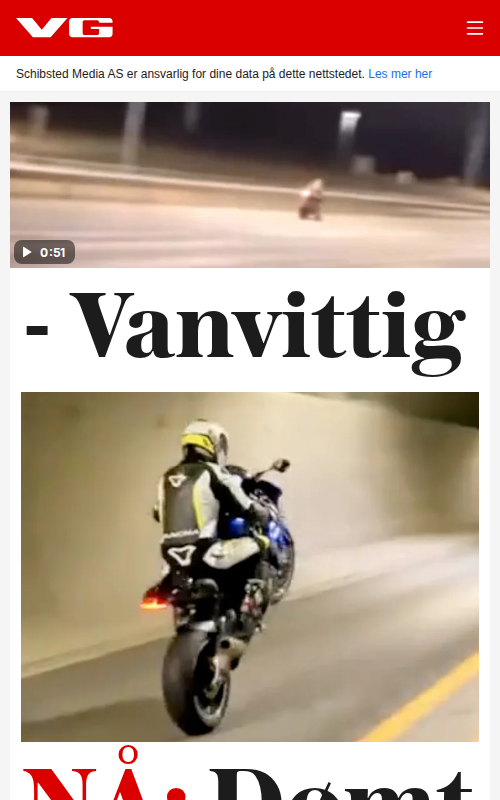 VG
Schibsted Media AS er ansvarlig for dine data på dette nettstedet. Les mer her
0:51
- Vanvittig
NÅ: Dømt